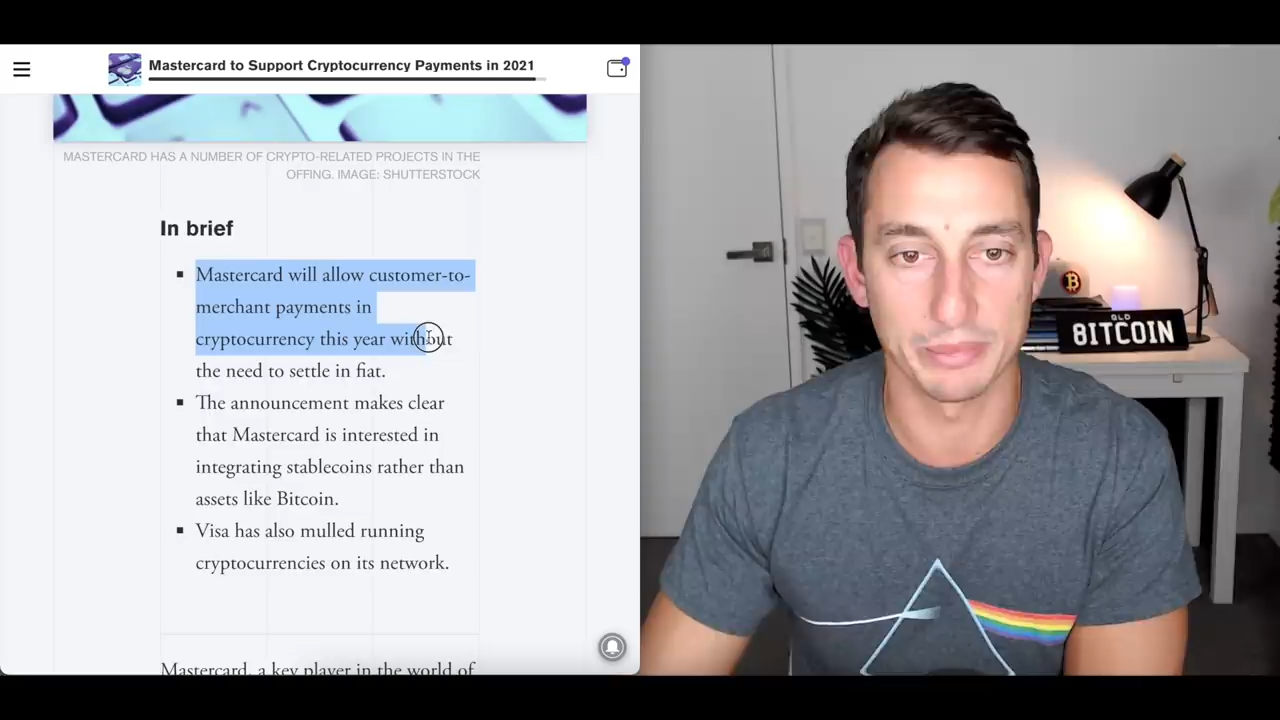 Mastercard to Support Cryptocurrency Payments in 2021
MASTERCARD HAS A NUMBER OF CRYPTO-RELATED PROJECTS IN THE
OFFING. IMAGE: SHUTTERSTOCK
In brief
▪ Mastercard will allow customer-to-
merchant payments in
cryptocurrency this year without
the need to settle in fiat.
▪ The announcement makes clear
that Mastercard is interested in
integrating stablecoins rather than
assets like Bitcoin.
▪ Visa has also mulled running
cryptocurrencies on its network.
Mastercard, a key player in the world of
QLD
BITCOIN